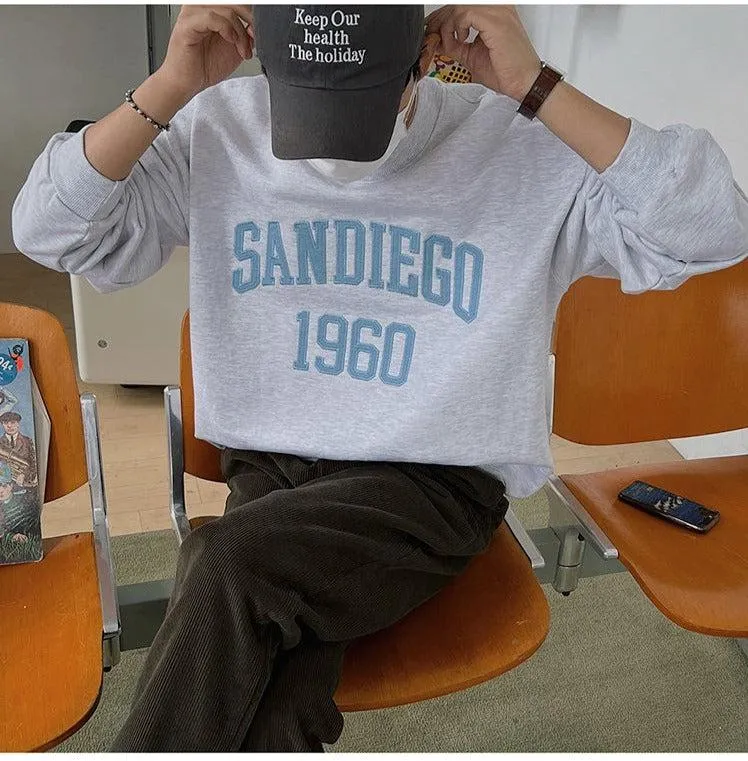 Keep Our
health
The holiday
SANDIEGO
1960